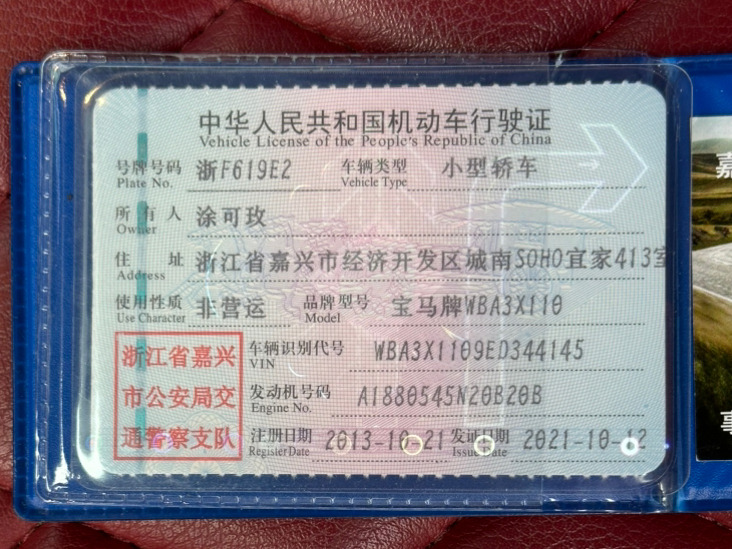 中华人民共和国机动车行驶证
Vehicle License of the People's Republic of China
号牌号码 浙F619E2 车辆类型 小型轿车
Plate No. Vehicle Type
所有人 涂可玫
Owner
住址 浙江省嘉兴市经济开发区城南SOHO宜家413室
Address
使用性质 非营运 品牌型号 宝马牌WBA3X110
Use Character Model
浙江省嘉兴
市公安局交
通警察支队
车辆识别代号 WBA3X1109ED344145
VIN
发动机号码 A1880545N20B20B
Engine No.
注册日期 2013-10-21 发证日期 2021-10-12
Register Date Issue Date
嘉
事